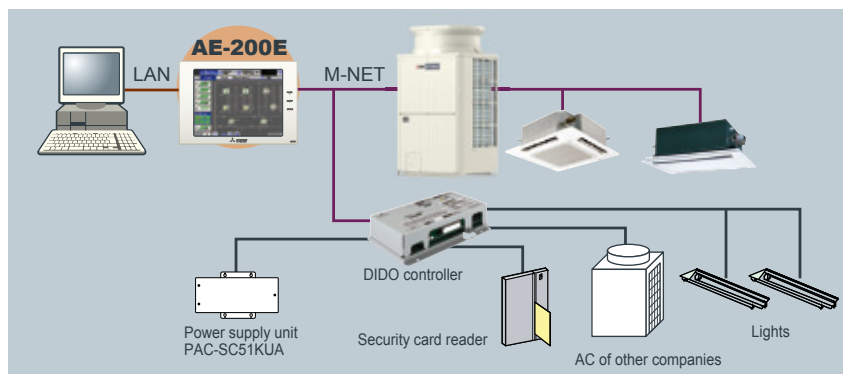 AE-200E
LAN
M-NET
DIDO controller
Power supply unit
PAC-SC51KUA
Security card reader
AC of other companies
Lights